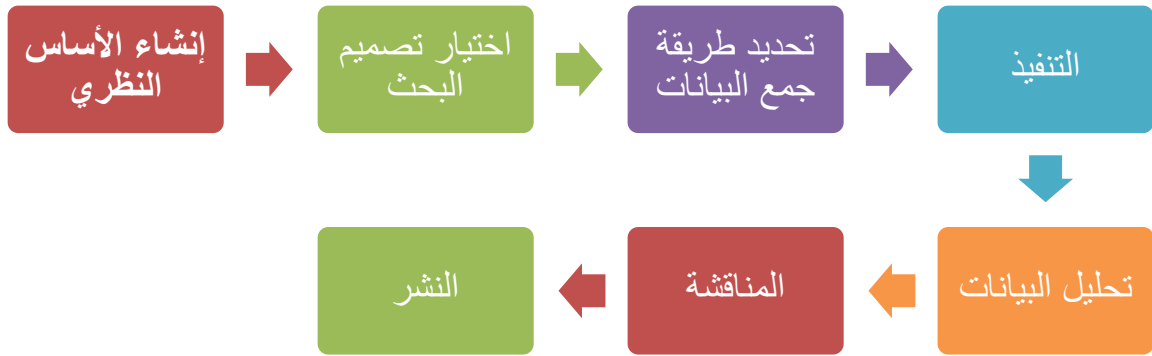 إنشاء الأساس
النظري
اختيار تصميم
البحث
تحديد طريقة
جمع البيانات
التنفيذ
تحليل البيانات
المناقشة
النشر